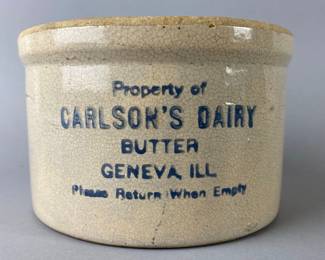 Property of
CARLSON'S DAIRY
BUTTER
GENEVA, ILL.
Please Return When Empty